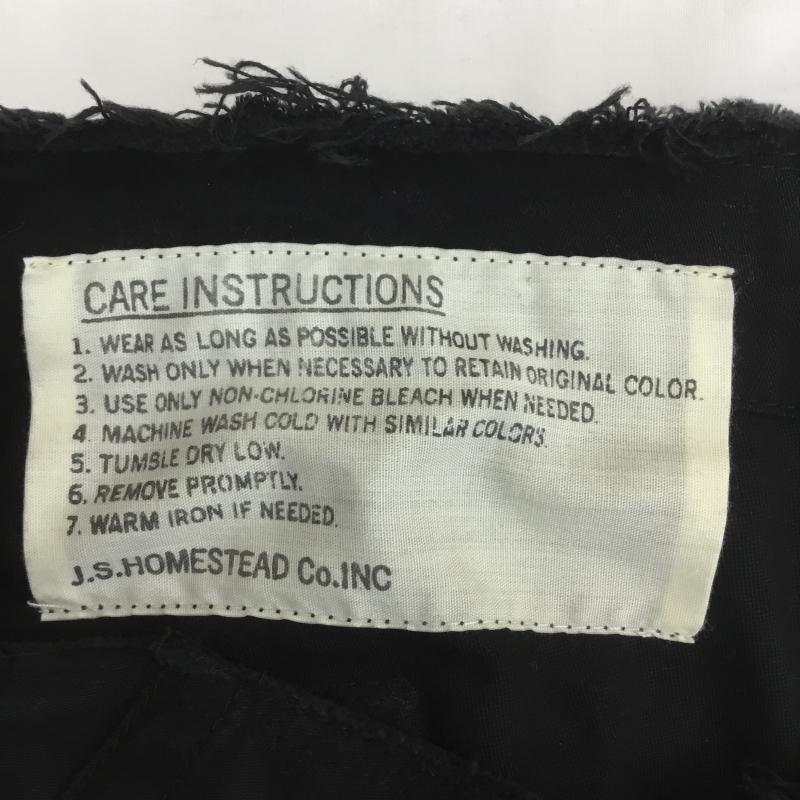 CARE INSTRUCTIONS
1. WEAR AS LONG AS POSSIBLE WITHOUT WASHING.
2. WASH ONLY WHEN NECESSARY TO RETAIN ORIGINAL COLOR.
3. USE ONLY NON-CHLORINE BLEACH WHEN NEEDED.
4. MACHINE WASH COLD WITH SIMILAR COLORS.
5. TUMBLE DRY LOW.
6. REMOVE PROMPTLY.
7. WARM IRON IF NEEDED.
J.S.HOMESTEAD Co.INC